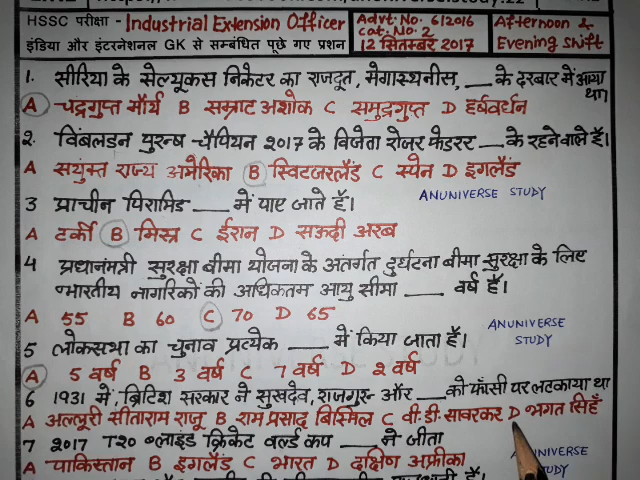 HSSC परीक्षा - Industrial Extension Officer
इंडिया और इंटरनेशनल GK से सम्बंधित पूछे गए प्रश्न
Advt. No. 6/2016
Cat. No. 2
12 सितम्बर 2017
Afternoon &
Evening shift
1. सीरिया के सेल्यूकस निकेटर का राजदूत, मेगास्थनीस, ___ के दरबार में आया था।
A चन्द्रगुप्त मौर्य B सम्राट अशोक C समुद्रगुप्त D हर्षवर्धन
2. विंबलडन पुरुष चैंपियन 2017 के विजेता रोजर फेडरर ___ के रहने वाले हैं।
A सयुंक्त राज्य अमेरिका B स्विटजरलैंड C स्पेन D इंगलैंड
3 प्राचीन पिरामिड ___ में पाए जाते हैं।
ANUNIVERSE STUDY
A टर्की B मिस्र C ईरान D सऊदी अरब
4 प्रधानमंत्री सुरक्षा बीमा योजना के अंतर्गत दुर्घटना बीमा सुरक्षा के लिए
भारतीय नागरिकों की अधिकतम आयु सीमा ___ वर्ष है।
A 55 B 60 C 70 D 65
ANUNIVERSE
STUDY
5 लोकसभा का चुनाव प्रत्येक ___ में किया जाता है।
A 5 वर्ष B 3 वर्ष C 7 वर्ष D 2 वर्ष
6 1931 में, ब्रिटिश सरकार ने सुखदेव, राजगुरु और ___ को फाँसी पर लटकाया था
A अल्लूरी सीताराम राजू B राम प्रसाद बिस्मिल C वी.डी. सावरकर D भगत सिहँ
7 2017 T20 ब्लाइंड क्रिकेट वर्ल्ड कप ___ ने जीता
A पाकिस्तान B इंगलैंड C भारत D दक्षिण अफ्रीका
STUDY